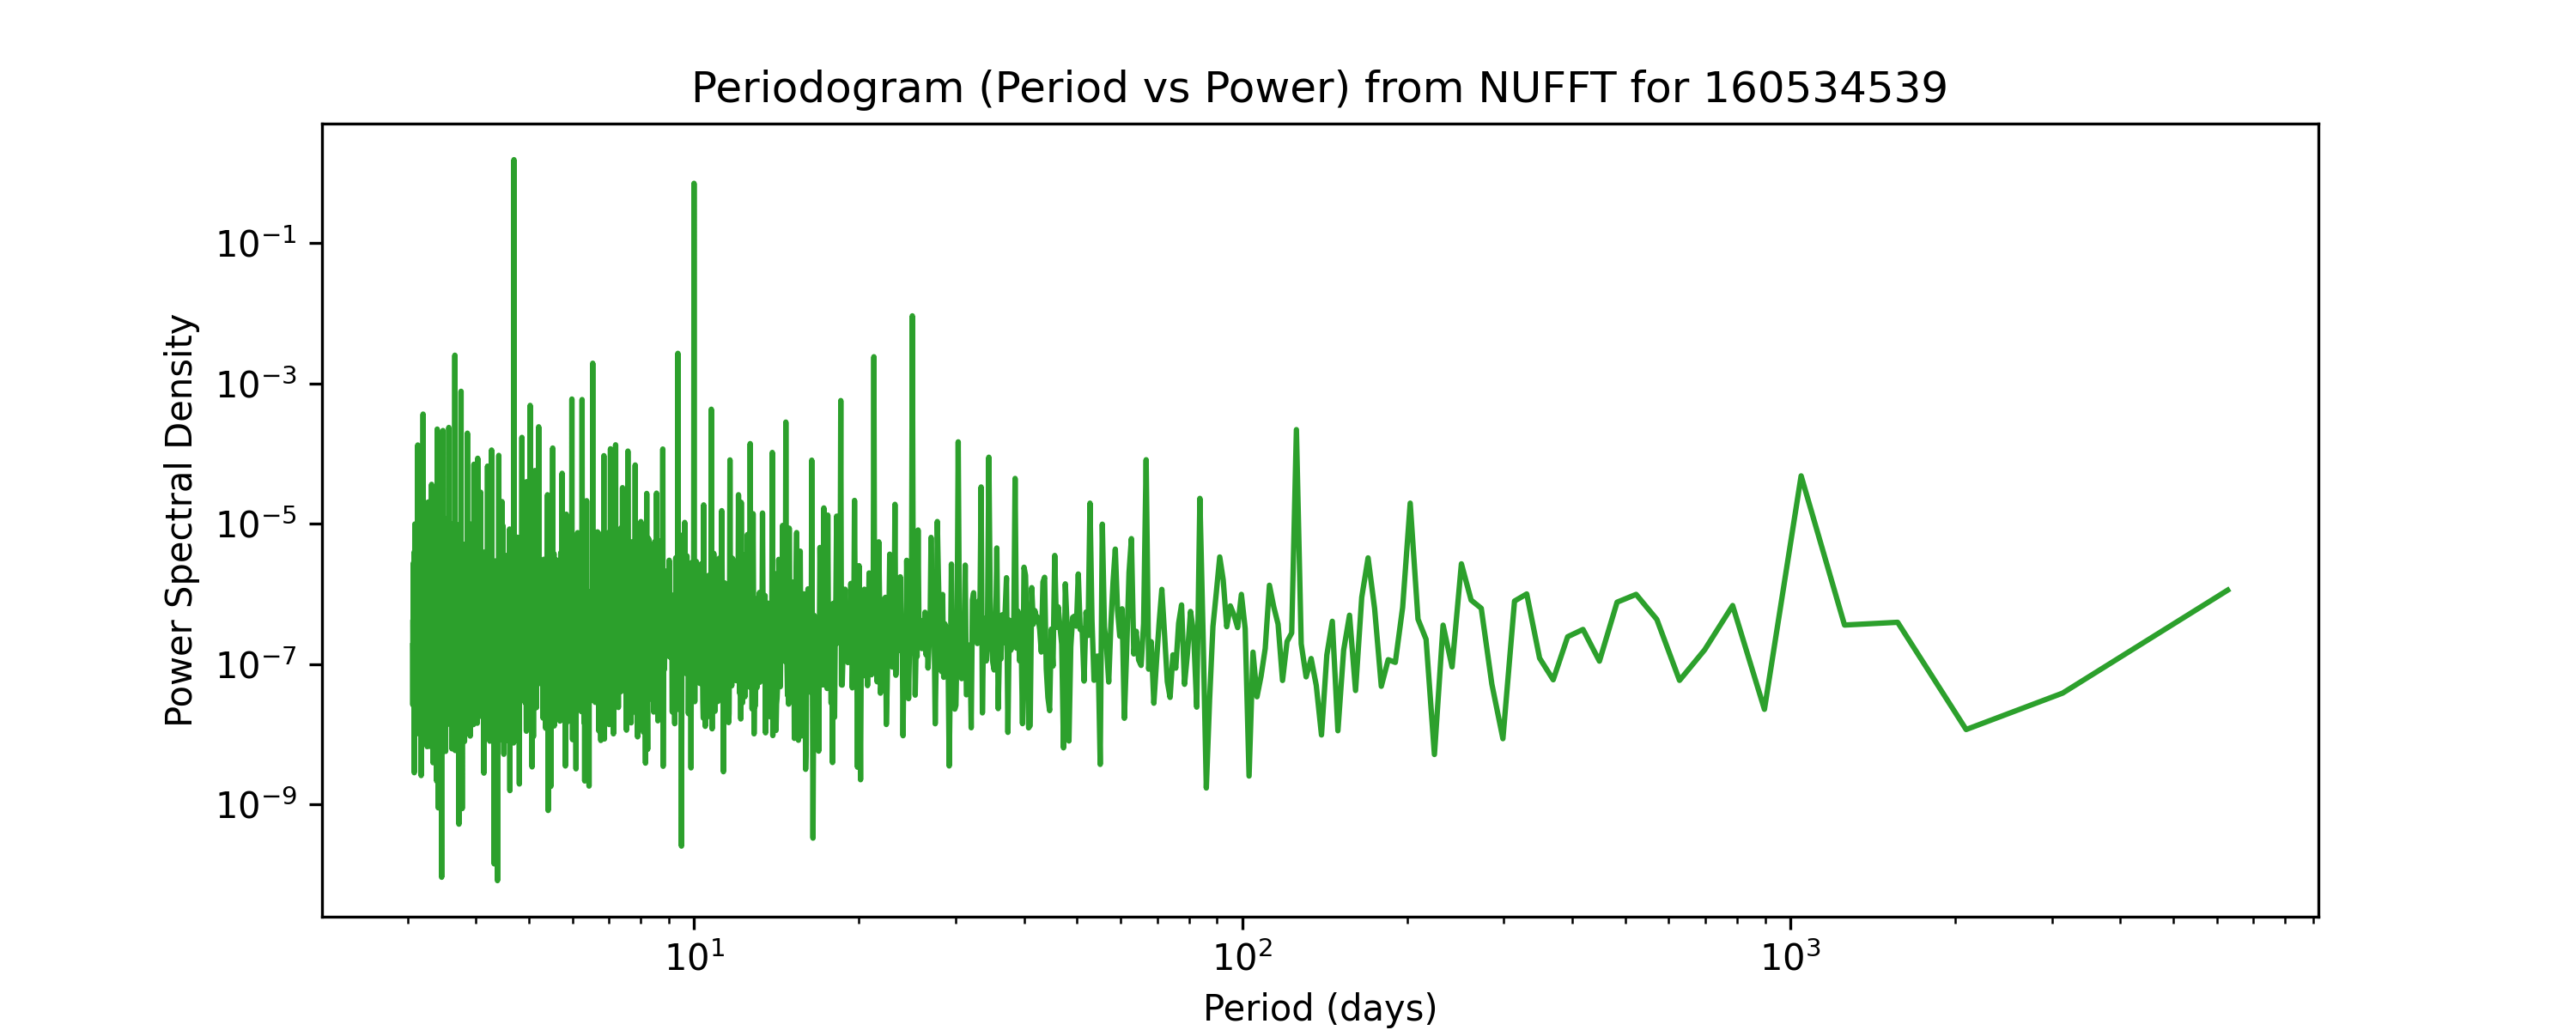 Periodogram (Period vs Power) from NUFFT for 160534539
Power Spectral Density
10⁻¹
10⁻³
10⁻⁵
10⁻⁷
10⁻⁹
10¹
10²
10³
Period (days)